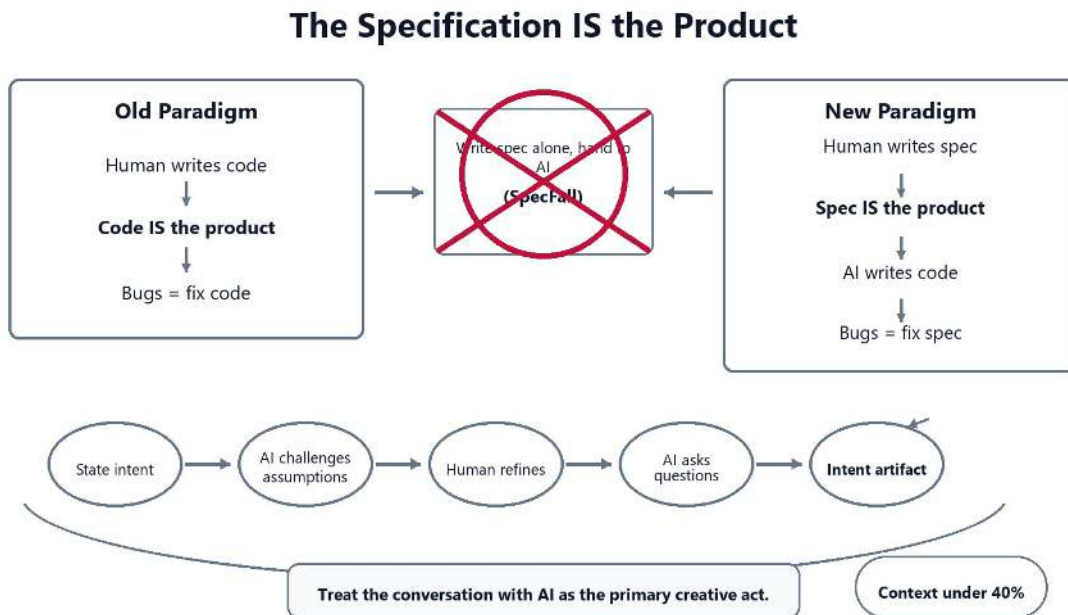 The Specification IS the Product
Old Paradigm
Human writes code
Code IS the product
Bugs = fix code
Write spec alone, hand to
AI
(SpecFall)
New Paradigm
Human writes spec
Spec IS the product
AI writes code
Bugs = fix spec
State intent
AI challenges
assumptions
Human refines
AI asks
questions
Intent artifact
Treat the conversation with AI as the primary creative act.
Context under 40%